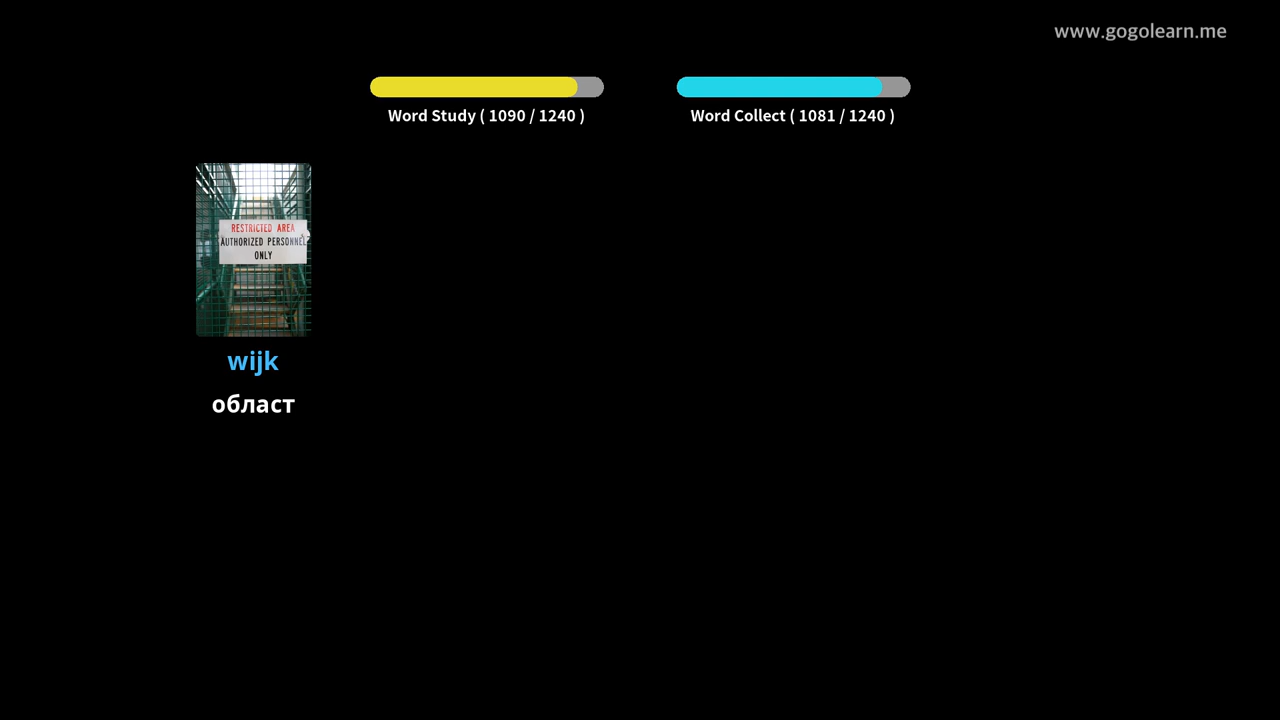 www.gogolearn.me
Word Study ( 1090 / 1240 )
Word Collect ( 1081 / 1240 )
RESTRICTED AREA
AUTHORIZED PERSONNEL
ONLY
wijk
област